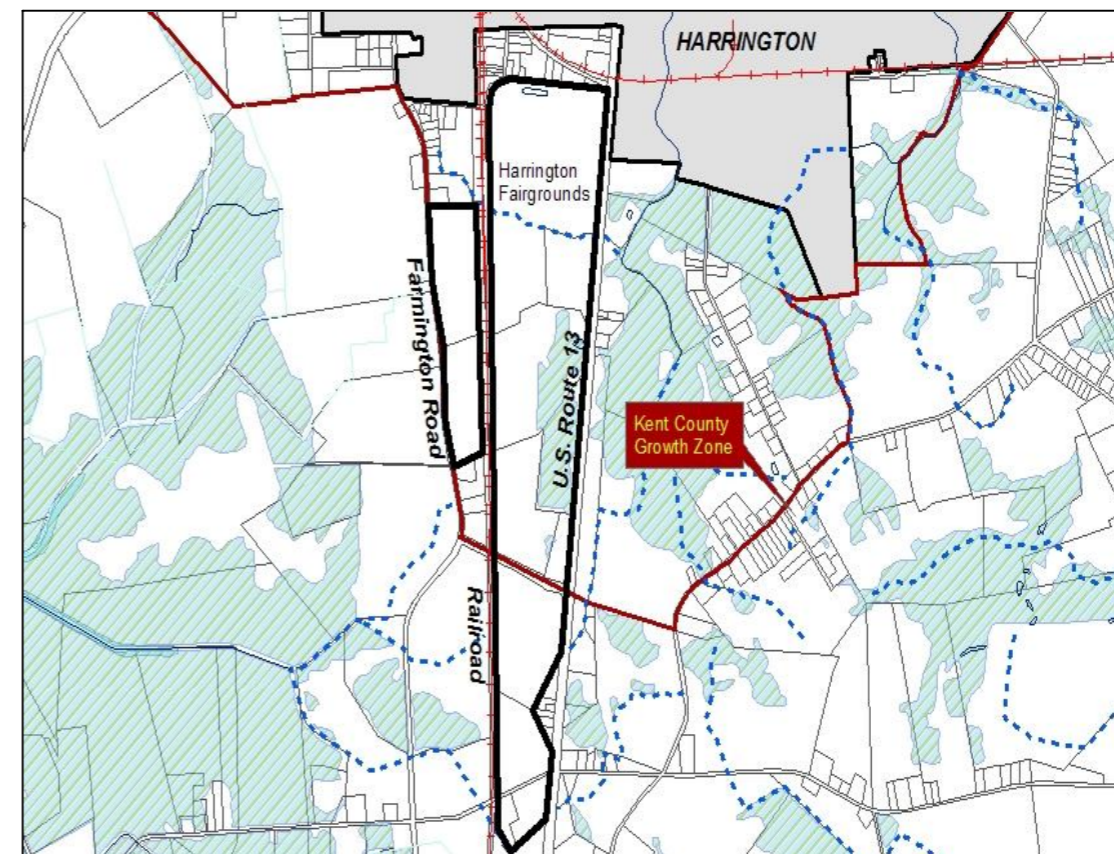 HARRINGTON
Harrington
Fairgrounds
Farmington Road
U.S. Route 13
Kent County
Growth Zone
Railroad